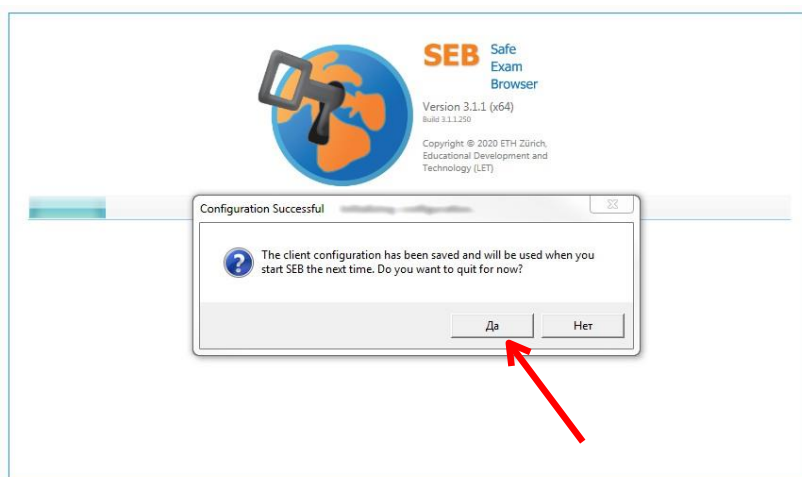 SEB Safe
Exam
Browser
Version 3.1.1 (x64)
Build 3.1.1.250
Copyright © 2020 ETH Zürich,
Educational Development and
Technology (LET)
Configuration Successful
The client configuration has been saved and will be used when you
start SEB the next time. Do you want to quit for now?
Да Нет